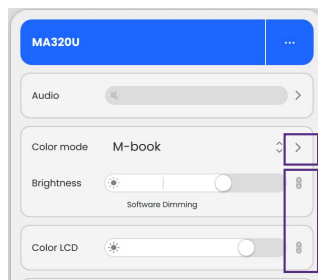 MA320U ...
Audio
Color mode M-book
Brightness
Software Dimming
Color LCD